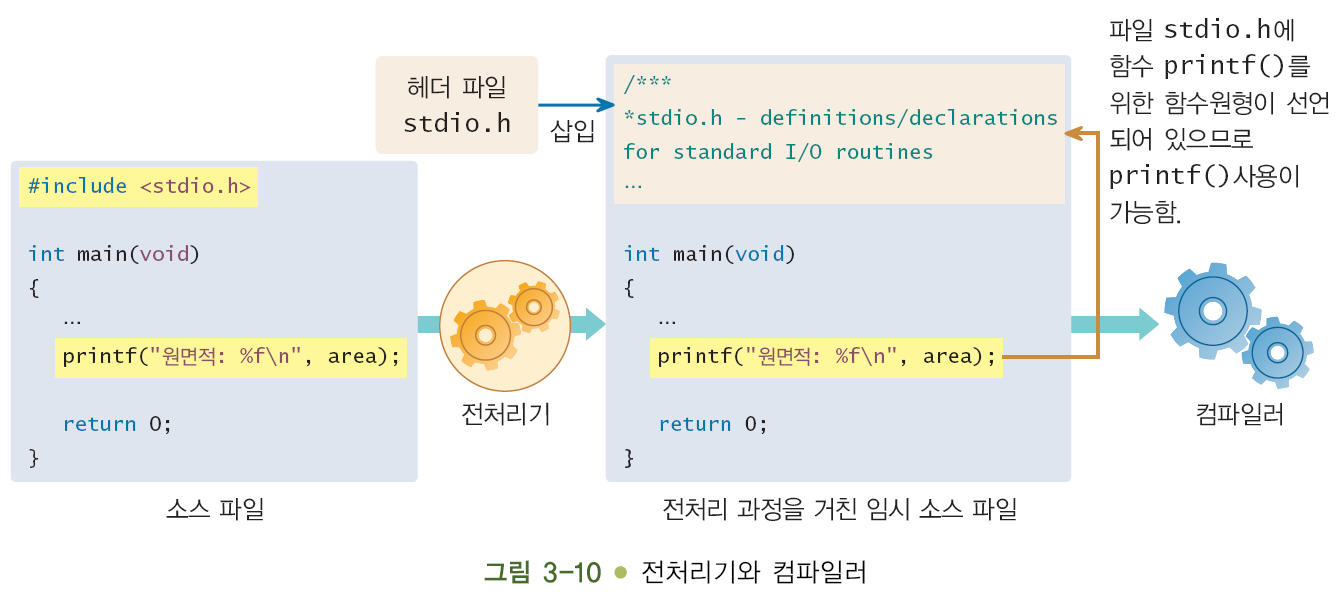 헤더 파일
stdio.h
삽입
/***
*stdio.h - definitions/declarations
for standard I/O routines
...
파일 stdio.h에
함수 printf()를
위한 함수원형이 선언
되어 있으므로
printf()사용이
가능함.
#include <stdio.h>
int main(void)
{
...
printf("원면적: %f\n", area);
return 0;
}
소스 파일
전처리기
int main(void)
{
...
printf("원면적: %f\n", area);
return 0;
}
전처리 과정을 거친 임시 소스 파일
컴파일러
그림 3-10 ● 전처리기와 컴파일러